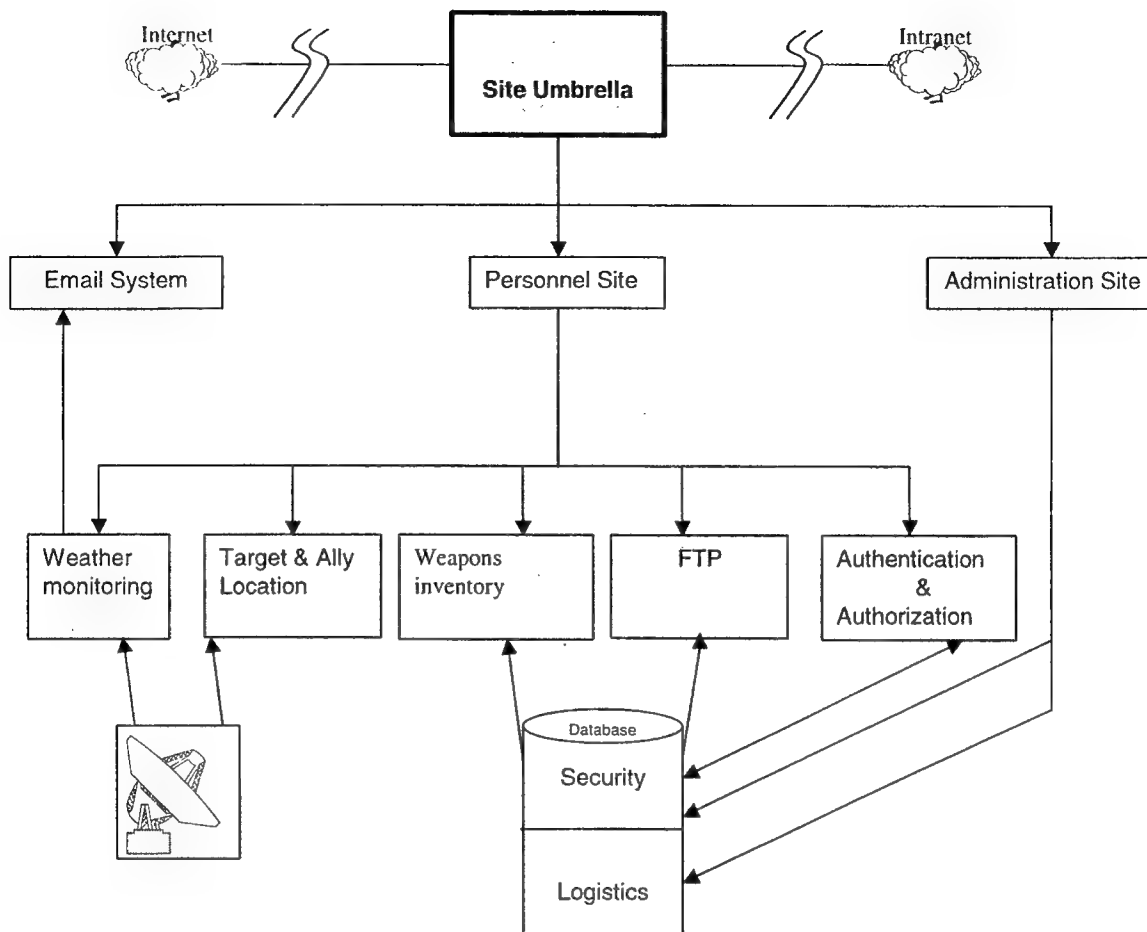 Internet
Intranet
Site Umbrella
Email System
Personnel Site
Administration Site
Weather
monitoring
Target & Ally
Location
Weapons
inventory
FTP
Authentication
&
Authorization
Database
Security
Logistics